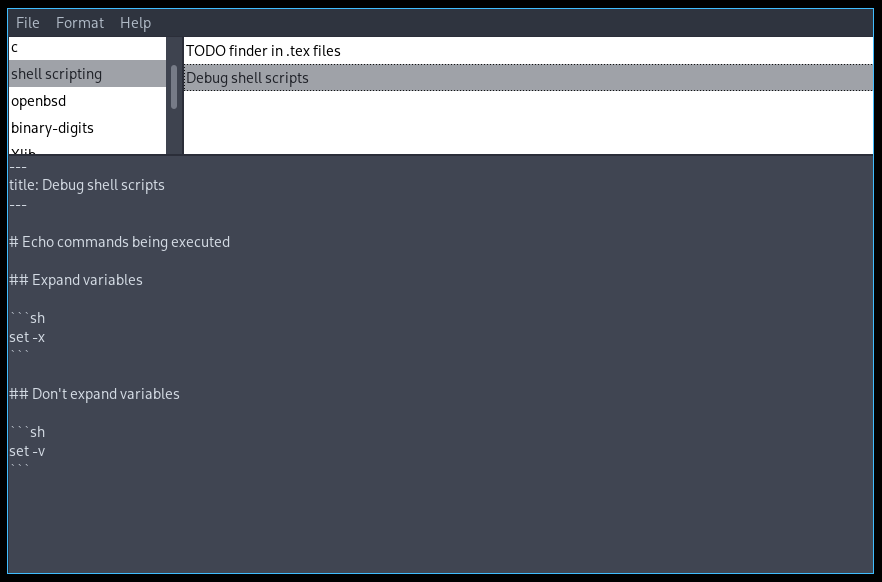 File Format Help
c
shell scripting
openbsd
binary-digits
Xlib
TODO finder in .tex files
Debug shell scripts
---
title: Debug shell scripts
---
# Echo commands being executed
## Expand variables
```sh
set -x
```
## Don't expand variables
```sh
set -v
```